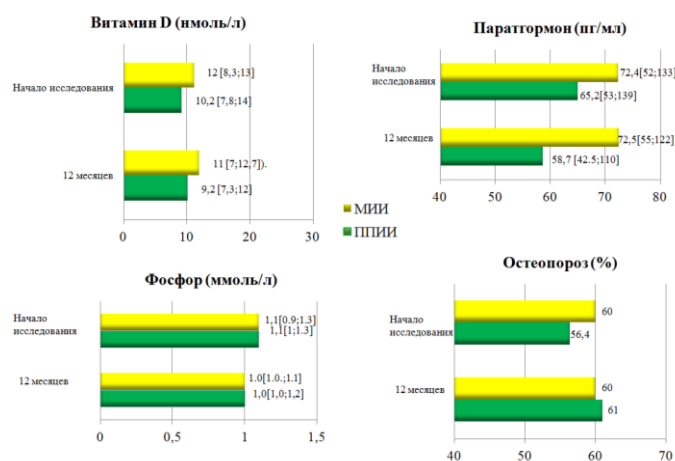 Витамин D (нмоль/л)
Начало исследования
12 [8,3;13]
10,2 [7,8;14]
12 месяцев
11 [7;12,7]).
9,2 [7,3;12]
0 10 20 30
Паратгормон (пг/мл)
Начало
исследования
72,4[52;133]
65,2[53;139]
12 месяцев
72,5[55;122]
58,7 [42.5;110]
40 50 60 70 80
МИИ
ППИИ
Фосфор (ммоль/л)
Начало
исследования
1,1[0.9;1.3]
1,1[1;1.3]
12 месяцев
1.0[1.0.;1.1]
1,0[1,0;1,2]
0 0,5 1 1,5
Остеопороз (%)
Начало
исследования
60
56,4
12 месяцев
60
61
40 50 60 70